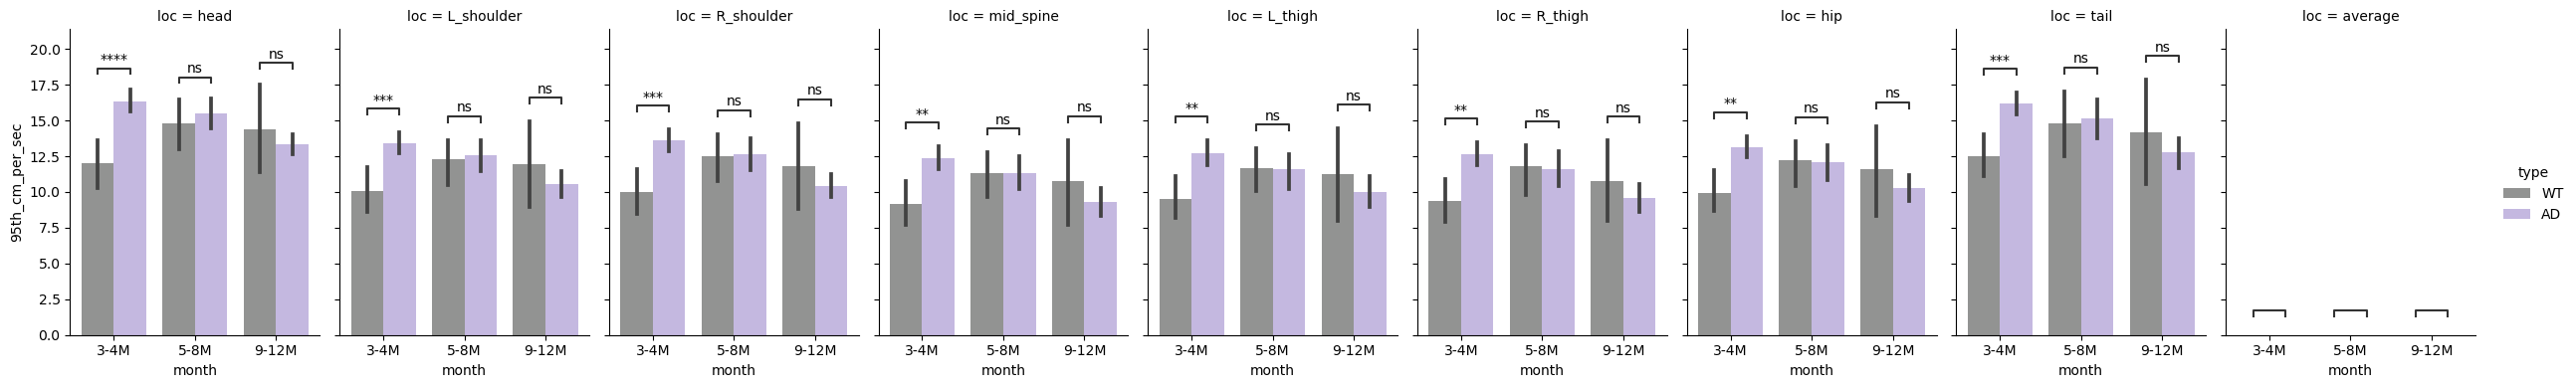 loc = head
loc = L_shoulder
loc = R_shoulder
loc = mid_spine
loc = L_thigh
loc = R_thigh
loc = hip
loc = tail
loc = average
95th_cm_per_sec
20.0
17.5
15.0
12.5
10.0
7.5
5.0
2.5
0.0
**** ns ns
*** ns ns
*** ns ns
** ns ns
** ns ns
** ns ns
** ns ns
*** ns ns
3-4M 5-8M 9-12M
3-4M 5-8M 9-12M
3-4M 5-8M 9-12M
3-4M 5-8M 9-12M
3-4M 5-8M 9-12M
3-4M 5-8M 9-12M
3-4M 5-8M 9-12M
3-4M 5-8M 9-12M
3-4M 5-8M 9-12M
month
month
month
month
month
month
month
month
month
type
WT
AD